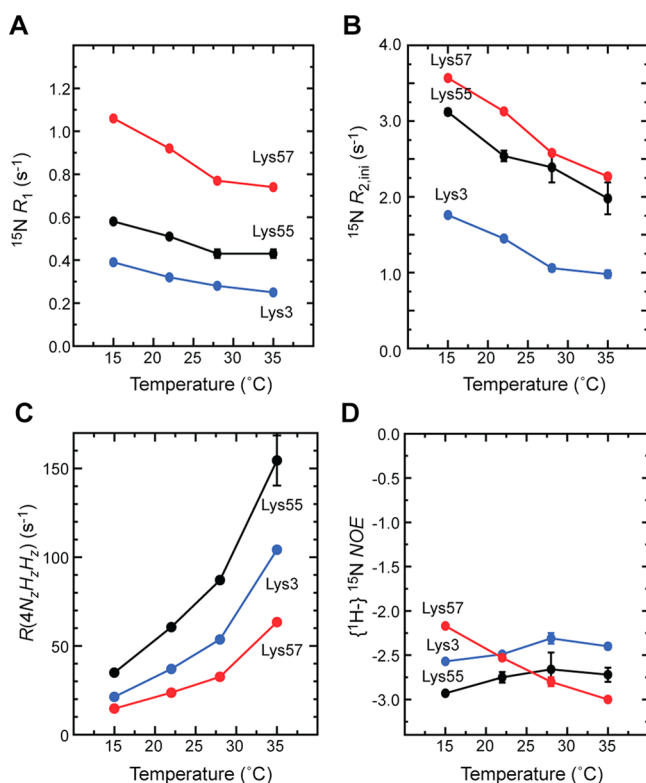 A
¹⁵N R₁ (s⁻¹)
1.2
1.0
0.8
0.6
0.4
0.2
0.0
Lys57
Lys55
Lys3
15 20 25 30 35
Temperature (˚C)
B
¹⁵N R₂,ini (s⁻¹)
4.0
3.0
2.0
1.0
0.0
Lys57
Lys55
Lys3
15 20 25 30 35
Temperature (˚C)
C
R(4NzHzHz) (s⁻¹)
150
100
50
0
Lys55
Lys3
Lys57
15 20 25 30 35
Temperature (˚C)
D
{¹H-} ¹⁵N NOE
0.0
-0.5
-1.0
-1.5
-2.0
-2.5
-3.0
Lys57
Lys3
Lys55
15 20 25 30 35
Temperature (˚C)